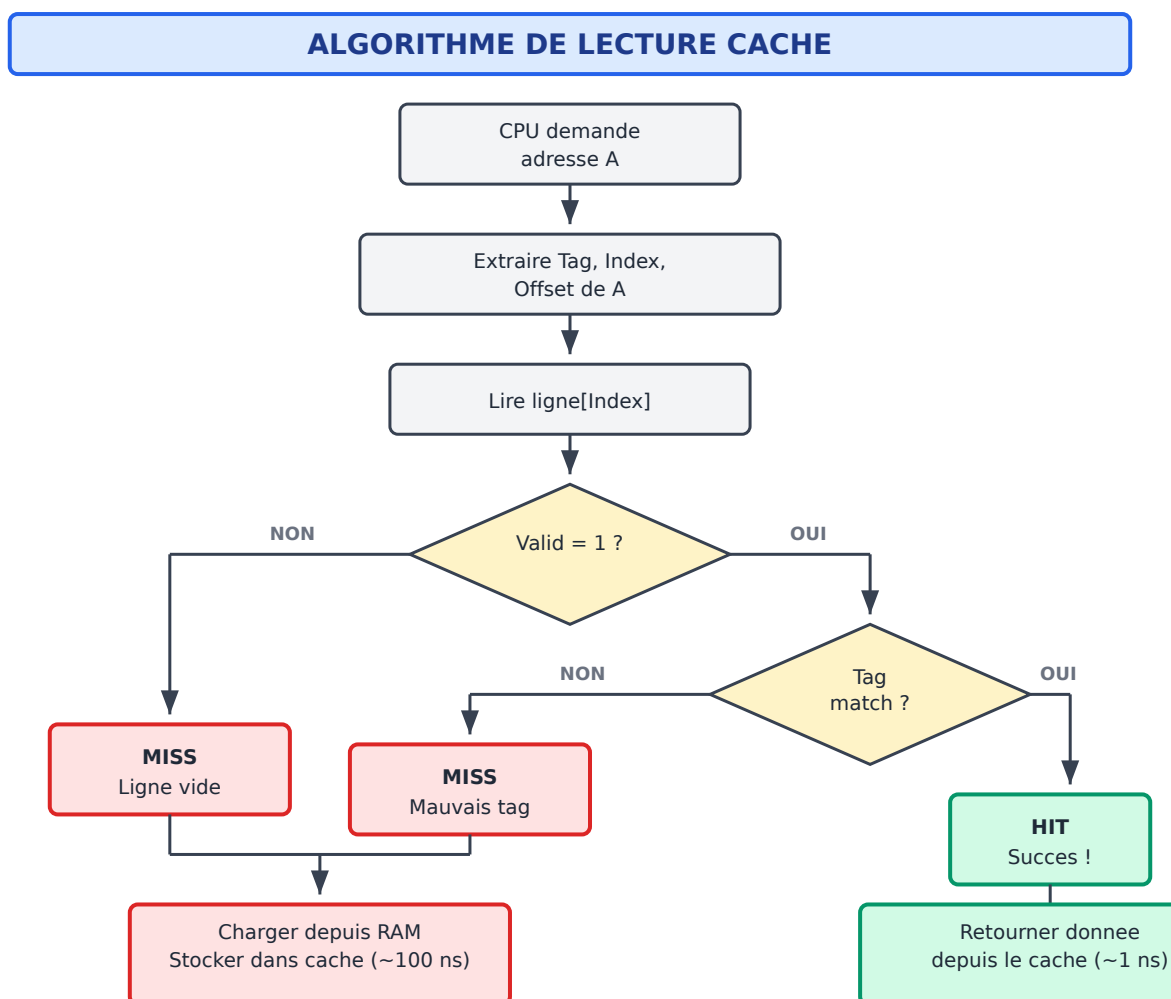 ALGORITHME DE LECTURE CACHE
CPU demande
adresse A
Extraire Tag, Index,
Offset de A
Lire ligne[Index]
Valid = 1 ?
NON
OUI
Tag
match ?
NON
OUI
MISS
Ligne vide
MISS
Mauvais tag
HIT
Succes !
Charger depuis RAM
Stocker dans cache (~100 ns)
Retourner donnee
depuis le cache (~1 ns)